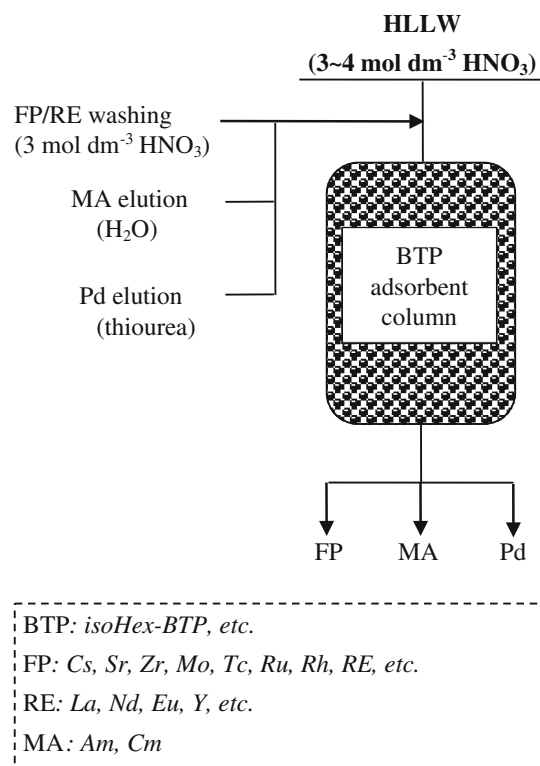 HLLW
(3~4 mol dm⁻³ HNO₃)
FP/RE washing
(3 mol dm⁻³ HNO₃)
MA elution
(H₂O)
Pd elution
(thiourea)
BTP
adsorbent
column
FP MA Pd
BTP: isoHex-BTP, etc.
FP: Cs, Sr, Zr, Mo, Tc, Ru, Rh, RE, etc.
RE: La, Nd, Eu, Y, etc.
MA: Am, Cm